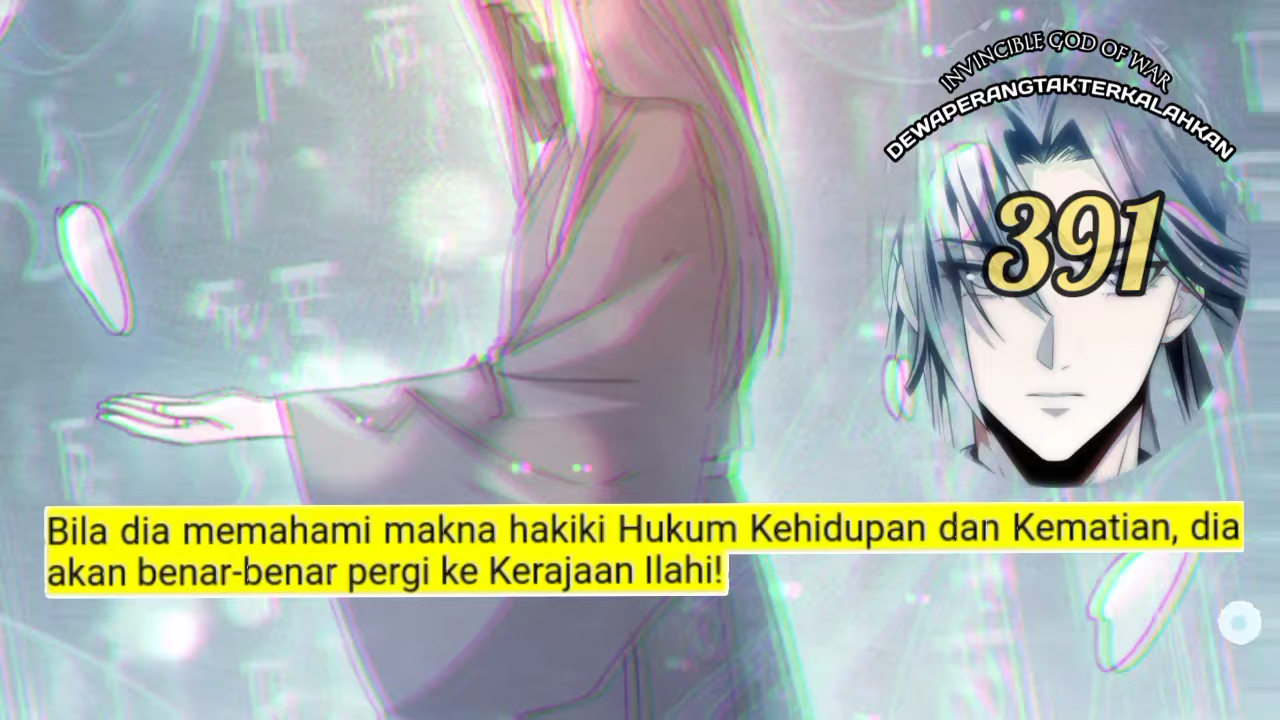 INVINCIBLE GOD OF WAR
DEWAPERANGTAKTERKALAHKAN
391
Bila dia memahami makna hakiki Hukum Kehidupan dan Kematian, dia
akan benar-benar pergi ke Kerajaan Ilahi!